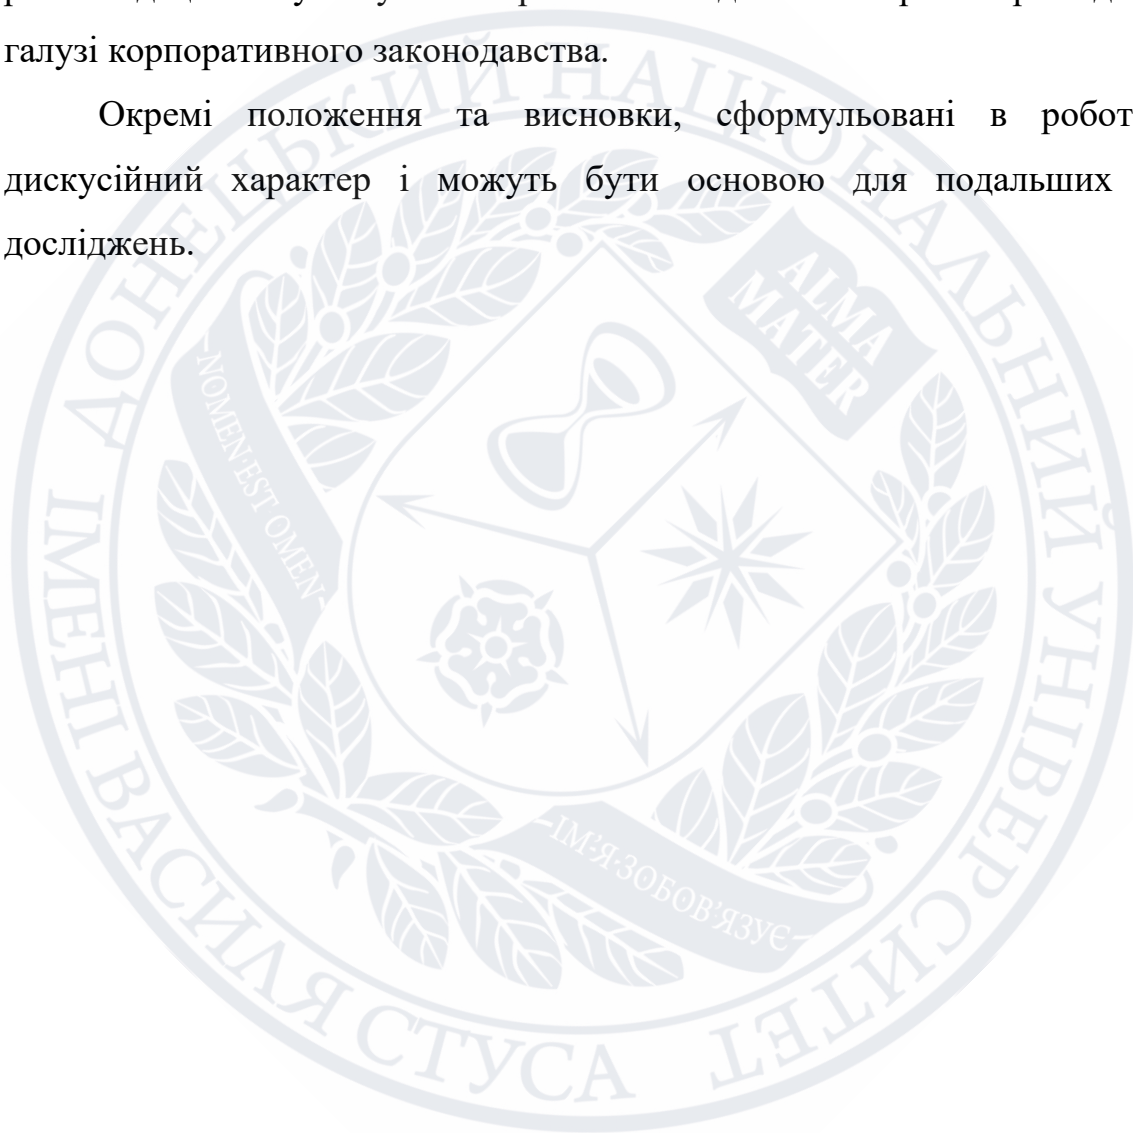 галузі корпоративного законодавства.
Окремі положення та висновки, сформульовані в робот
дискусійний характер і можуть бути основою для подальших
досліджень.
ДОНЕЦЬКИЙ НАЦІОНАЛЬНИЙ УНІВЕРСИТЕТ
ІМЕНІ ВАСИЛЯ СТУСА
ALMA
MATER
NOMEN·EST OMEN
ІМ'Я·ЗОБОВ'ЯЗУЄ